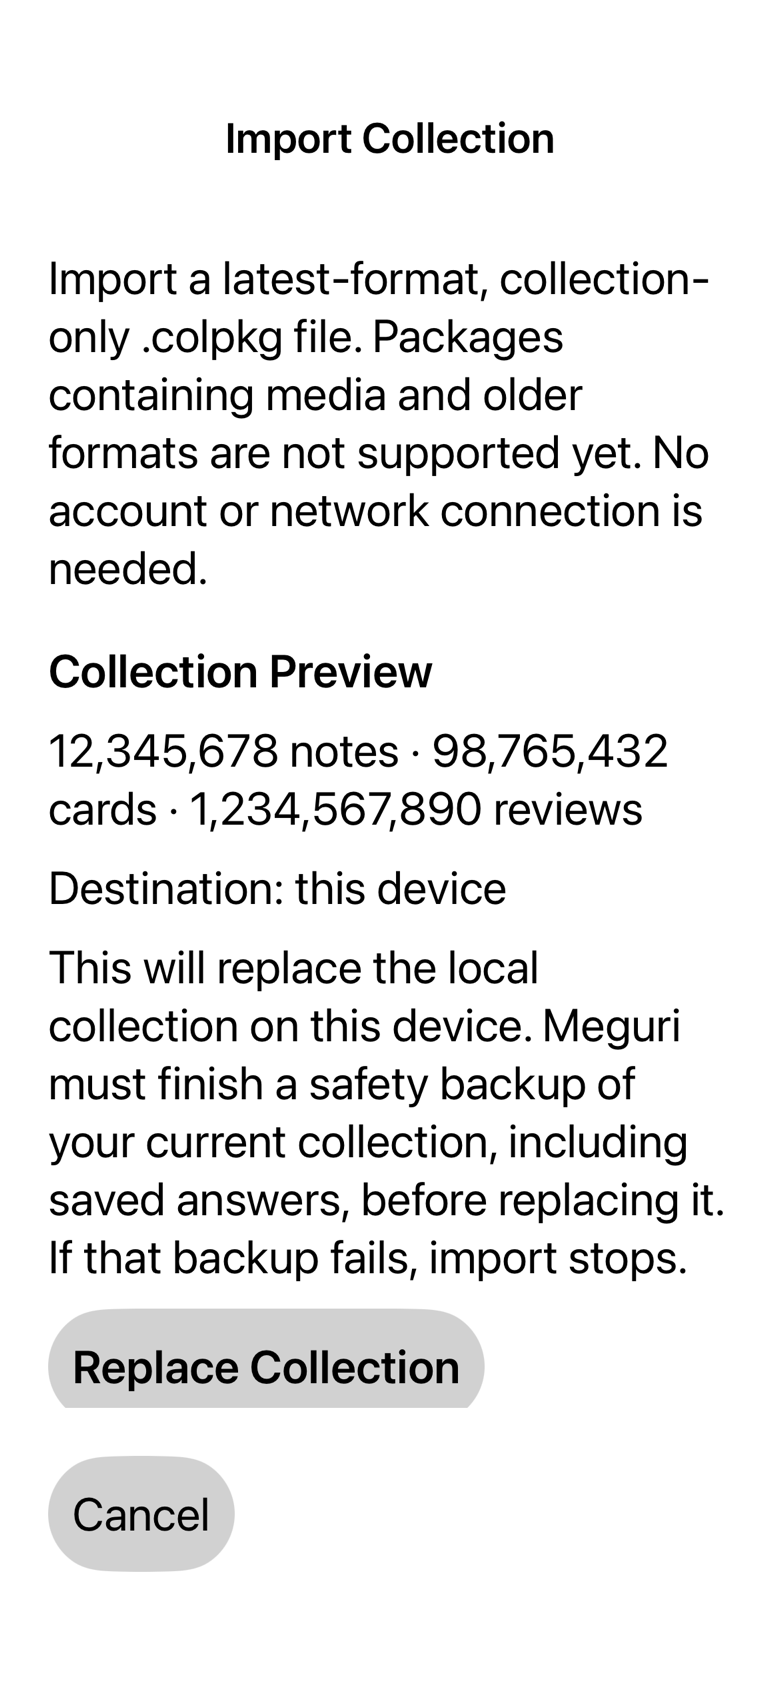 Import Collection
Import a latest-format, collection-
only .colpkg file. Packages
containing media and older
formats are not supported yet. No
account or network connection is
needed.
Collection Preview
12,345,678 notes · 98,765,432
cards · 1,234,567,890 reviews
Destination: this device
This will replace the local
collection on this device. Meguri
must finish a safety backup of
your current collection, including
saved answers, before replacing it.
If that backup fails, import stops.
Replace Collection
Cancel